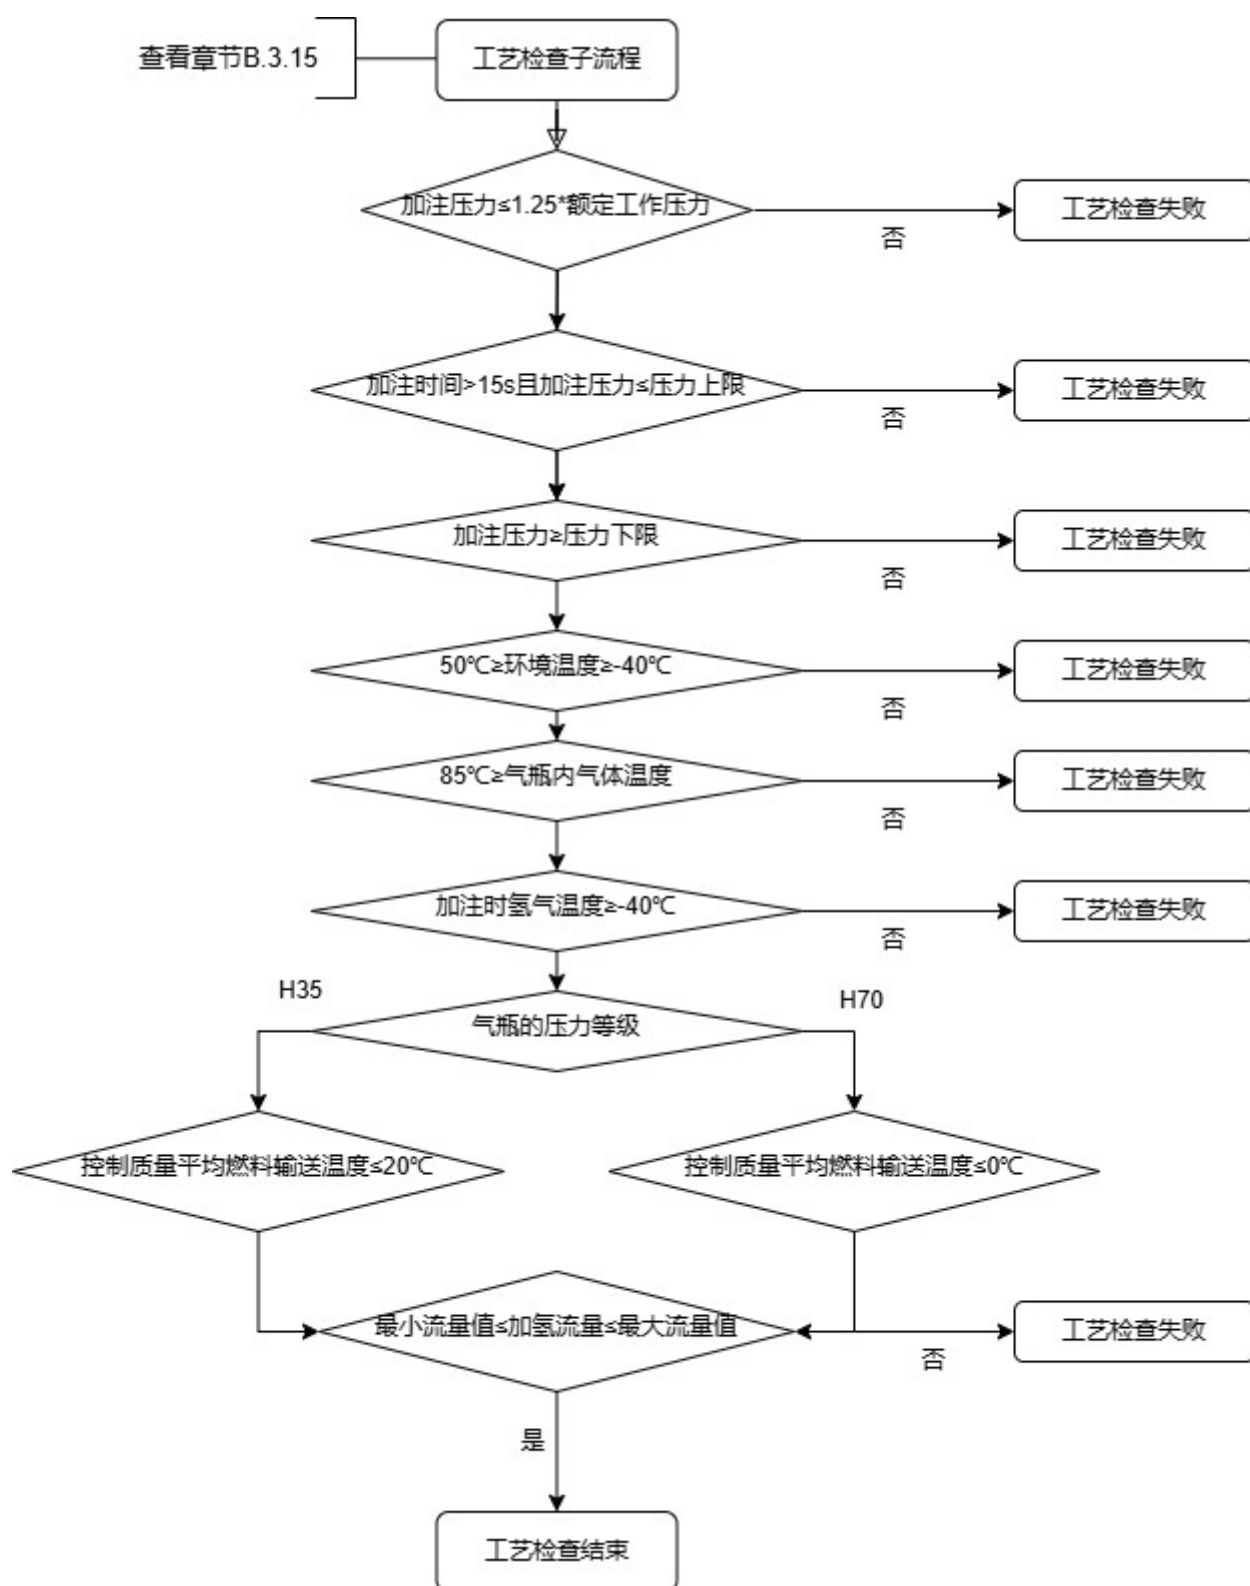 查看章节B.3.15
工艺检查子流程
加注压力≤1.25*额定工作压力
否
工艺检查失败
加注时间>15s且加注压力≤压力上限
否
工艺检查失败
加注压力≥压力下限
否
工艺检查失败
50℃≥环境温度≥-40℃
否
工艺检查失败
85℃≥气瓶内气体温度
否
工艺检查失败
加注时氢气温度≥-40℃
否
工艺检查失败
H35
气瓶的压力等级
H70
控制质量平均燃料输送温度≤20℃
控制质量平均燃料输送温度≤0℃
最小流量值≤加氢流量≤最大流量值
否
工艺检查失败
是
工艺检查结束